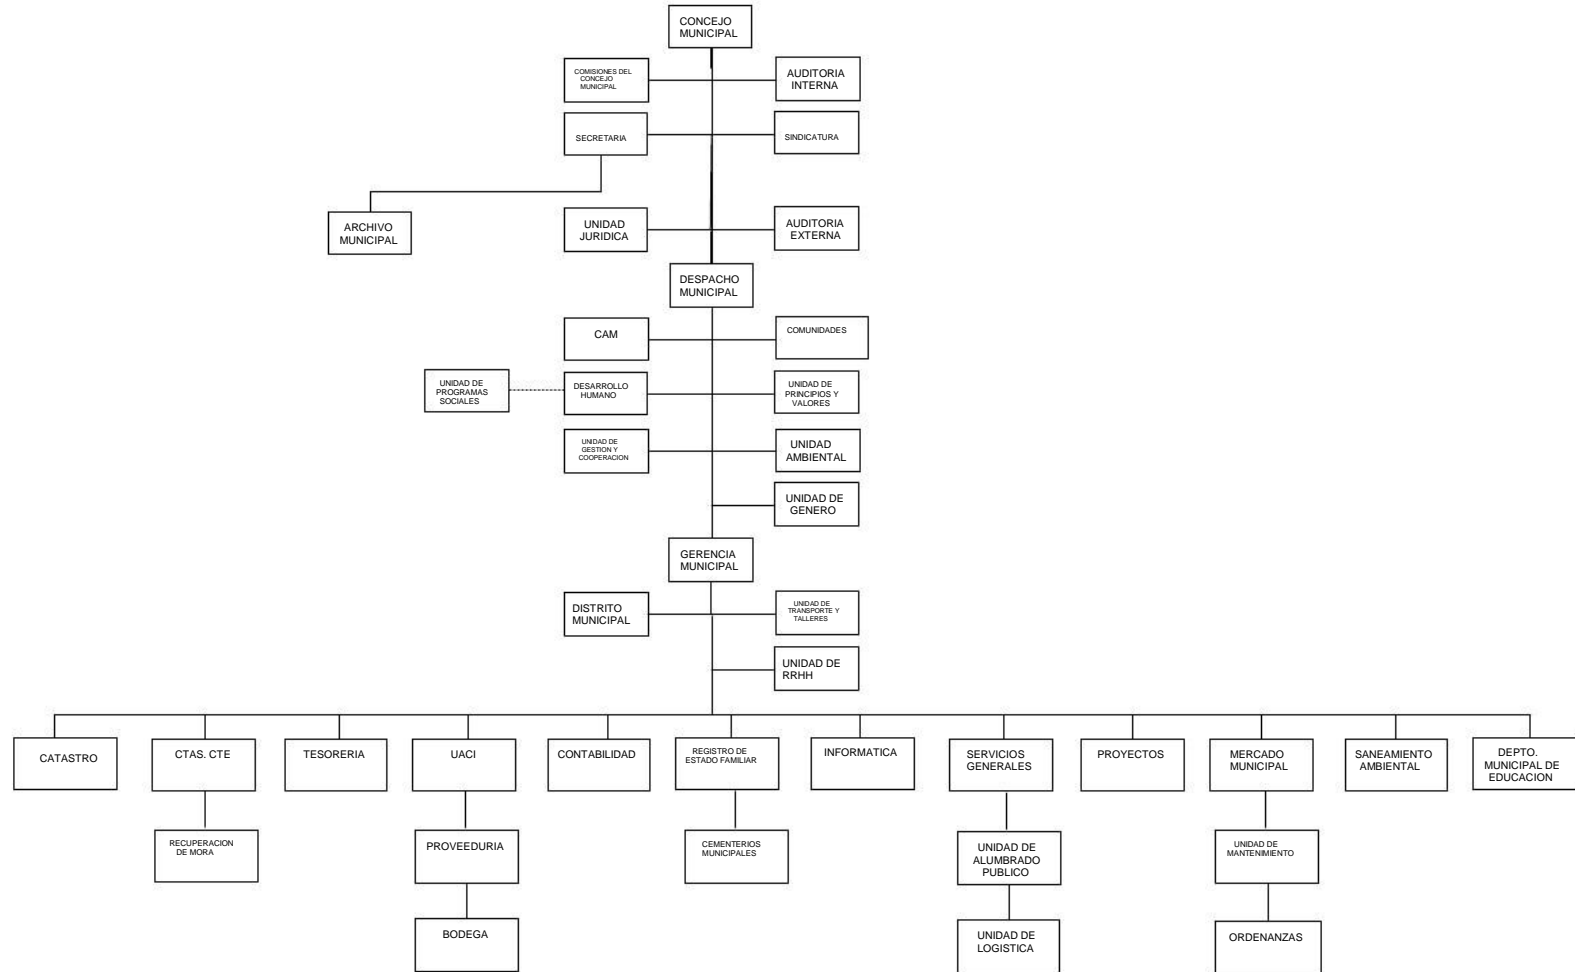 CONCEJO
MUNICIPAL
COMISIONES DEL
CONCEJO
MUNICIPAL
AUDITORIA
INTERNA
SECRETARIA
SINDICATURA
ARCHIVO
MUNICIPAL
UNIDAD
JURIDICA
AUDITORIA
EXTERNA
DESPACHO
MUNICIPAL
CAM
COMUNIDADES
UNIDAD DE
PROGRAMAS
SOCIALES
DESARROLLO
HUMANO
UNIDAD DE
PRINCIPIOS Y
VALORES
UNIDAD DE
GESTION Y
COOPERACION
UNIDAD
AMBIENTAL
UNIDAD DE
GENERO
GERENCIA
MUNICIPAL
DISTRITO
MUNICIPAL
UNIDAD DE
TRANSPORTE Y
TALLERES
UNIDAD DE
RRHH
CATASTRO
CTAS. CTE
TESORERIA
UACI
CONTABILIDAD
REGISTRO DE
ESTADO FAMILIAR
INFORMATICA
SERVICIOS
GENERALES
PROYECTOS
MERCADO
MUNICIPAL
SANEAMIENTO
AMBIENTAL
DEPTO.
MUNICIPAL DE
EDUCACION
RECUPERACION
DE MORA
PROVEEDURIA
CEMENTERIOS
MUNICIPALES
UNIDAD DE
ALUMBRADO
PUBLICO
UNIDAD DE
MANTENIMIENTO
BODEGA
UNIDAD DE
LOGISTICA
ORDENANZAS